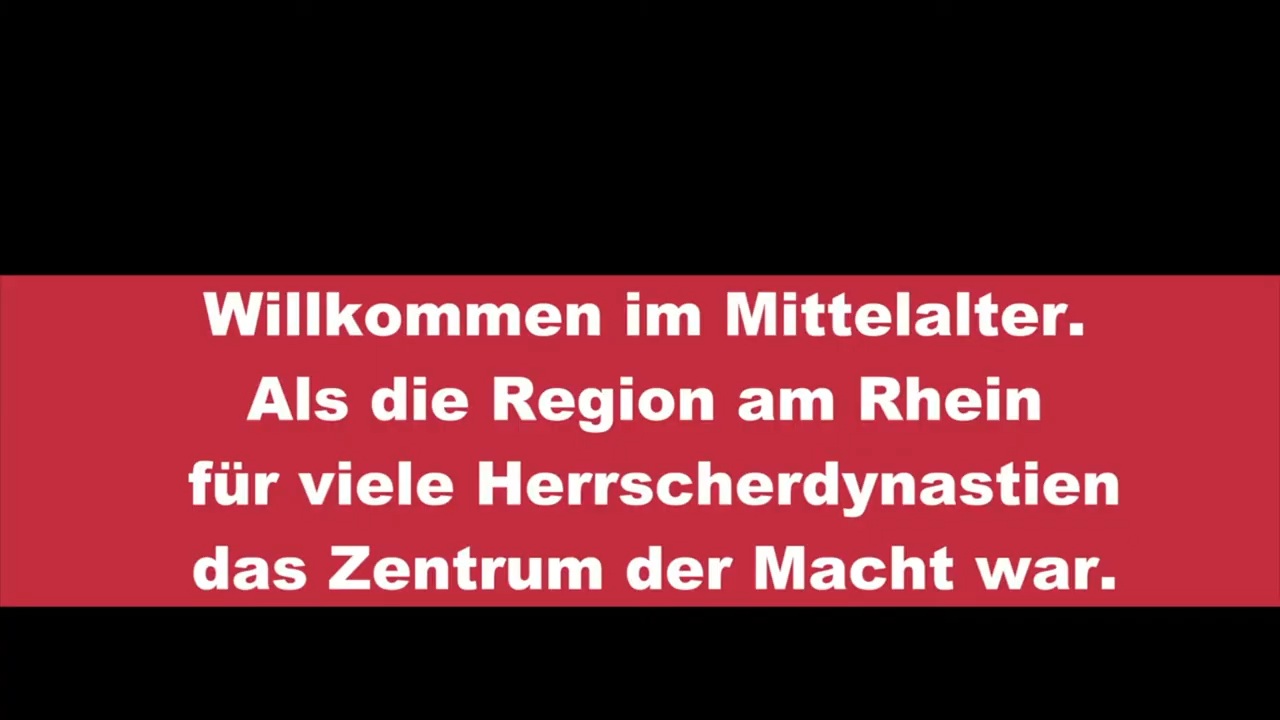 Willkommen im Mittelalter.
Als die Region am Rhein
für viele Herrscherdynastien
das Zentrum der Macht war.